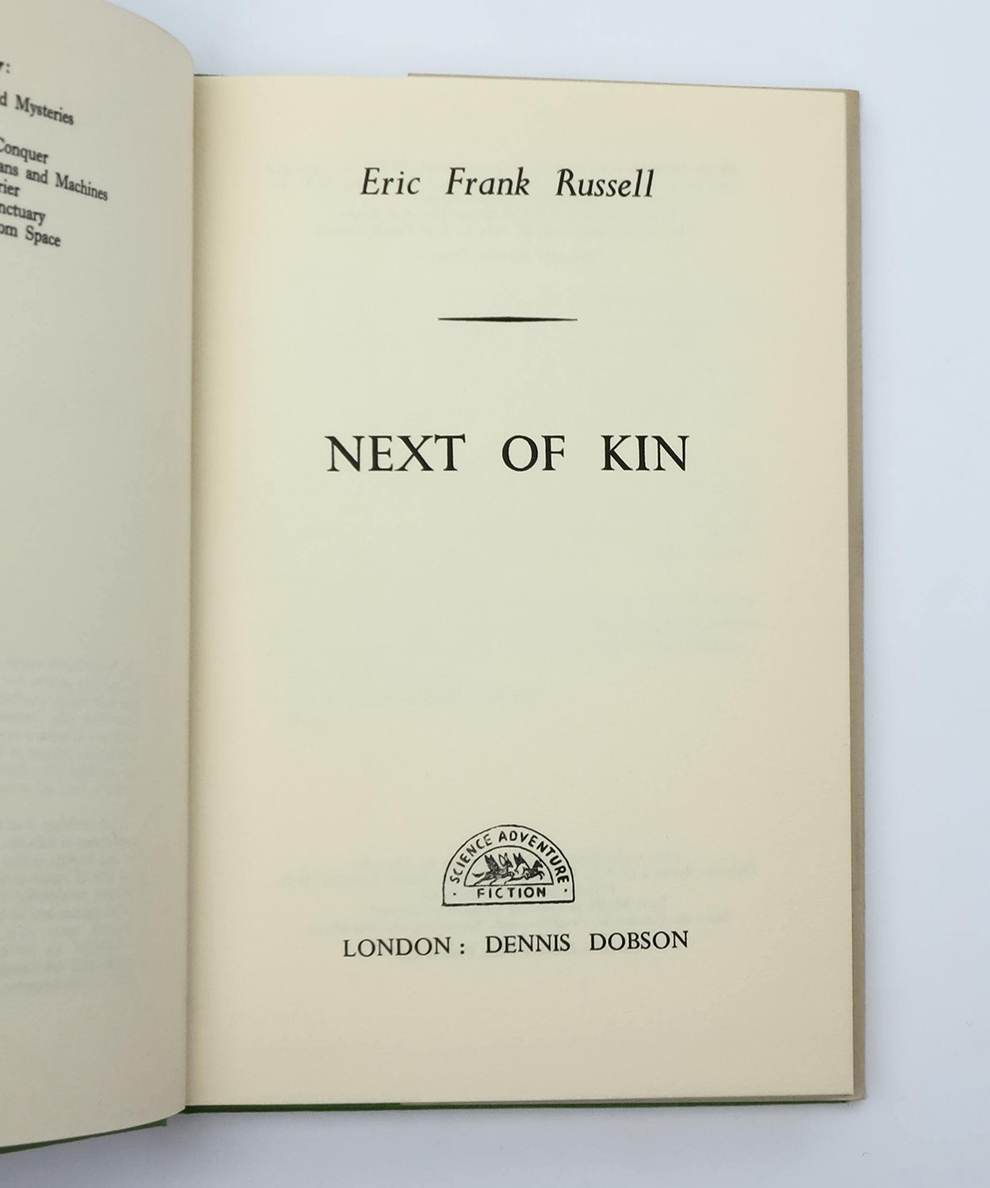 d Mysteries
Conquer
ans and Machines
rier
nctuary
om Space
Eric Frank Russell
NEXT OF KIN
SCIENCE ADVENTURE
FICTION
LONDON: DENNIS DOBSON